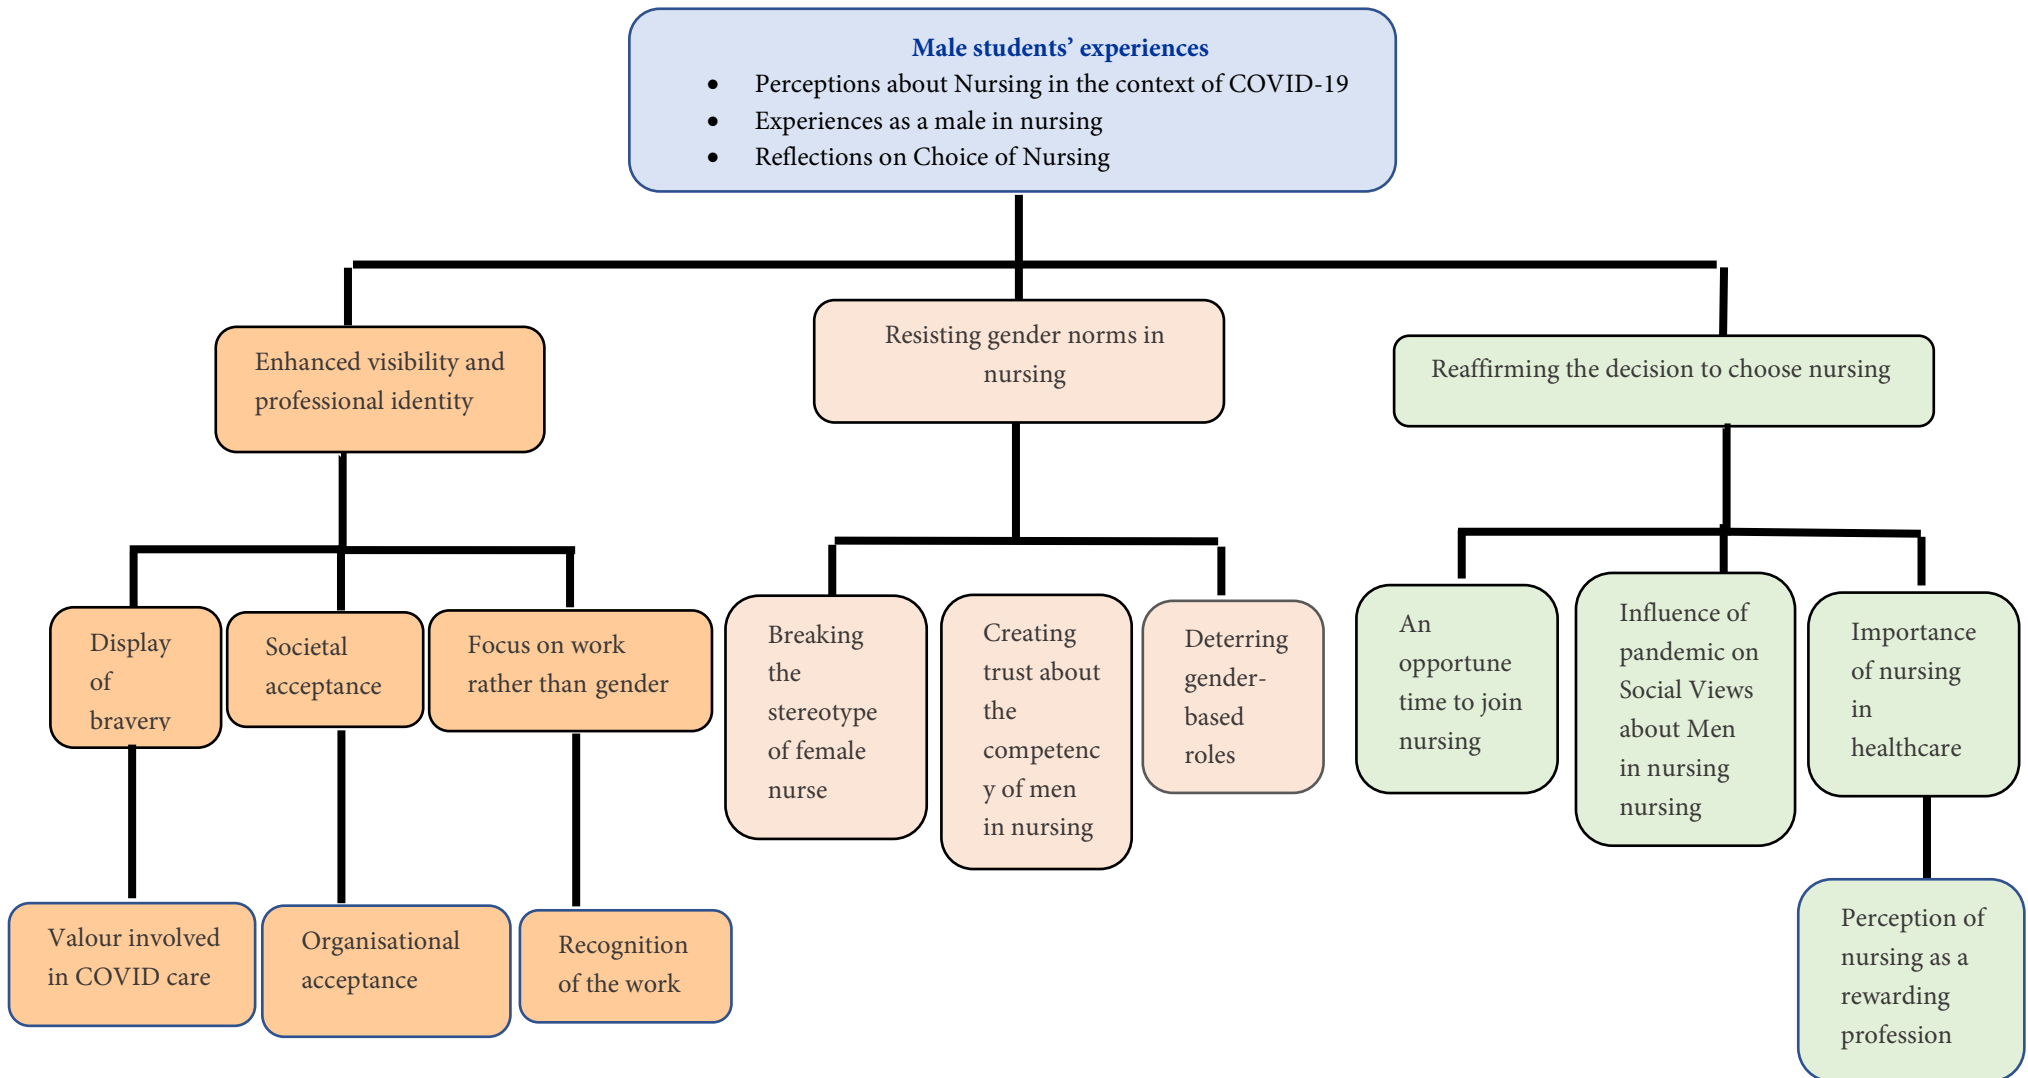 Male students’ experiences
• Perceptions about Nursing in the context of COVID-19
• Experiences as a male in nursing
• Reflections on Choice of Nursing
Enhanced visibility and
professional identity
Resisting gender norms in
nursing
Reaffirming the decision to choose nursing
Display
of
bravery
Societal
acceptance
Focus on work
rather than gender
Breaking
the
stereotype
of female
nurse
Creating
trust about
the
competenc
y of men
in nursing
Deterring
gender-
based
roles
An
opportune
time to join
nursing
Influence of
pandemic on
Social Views
about Men
in nursing
nursing
Importance
of nursing
in
healthcare
Valour involved
in COVID care
Organisational
acceptance
Recognition
of the work
Perception of
nursing as a
rewarding
profession